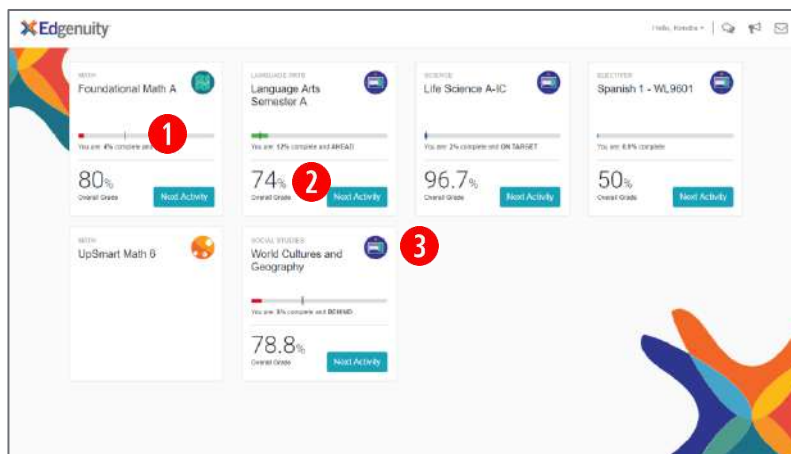 Edgenuity
Hello, Kendra
MATH
Foundational Math A
You are 4% complete and
80%
Overall Grade
Next Activity
1
LANGUAGE ARTS
Language Arts
Semester A
You are 12% complete and AHEAD
74%
Overall Grade
Next Activity
2
SCIENCE
Life Science A-IC
You are 2% complete and ON TARGET
96.7%
Overall Grade
Next Activity
ELECTIVES
Spanish 1 - WL9601
You are 0.9% complete
50%
Overall Grade
Next Activity
MATH
UpSmart Math 6
SOCIAL STUDIES
World Cultures and
Geography
complete and BEHIND
78.8%
Overall Grade
Next Activity
3